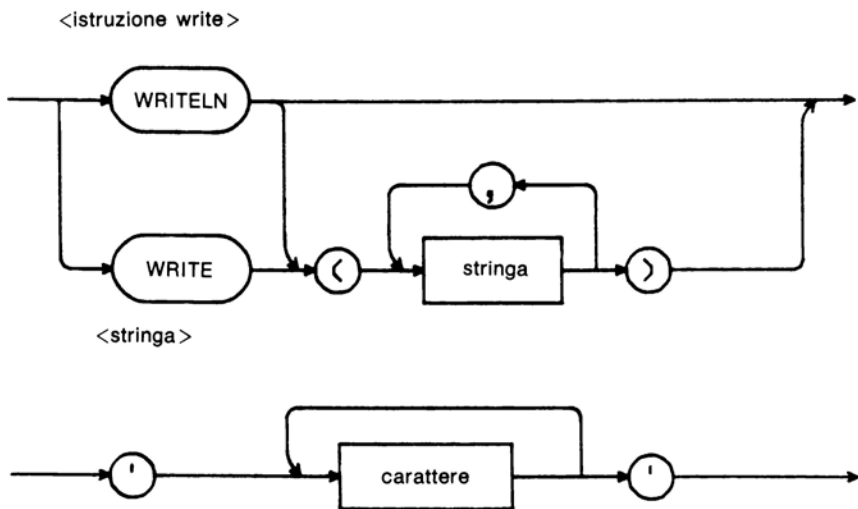 <istruzione write>
WRITELN
,
WRITE ( stringa )
<stringa>
' carattere '